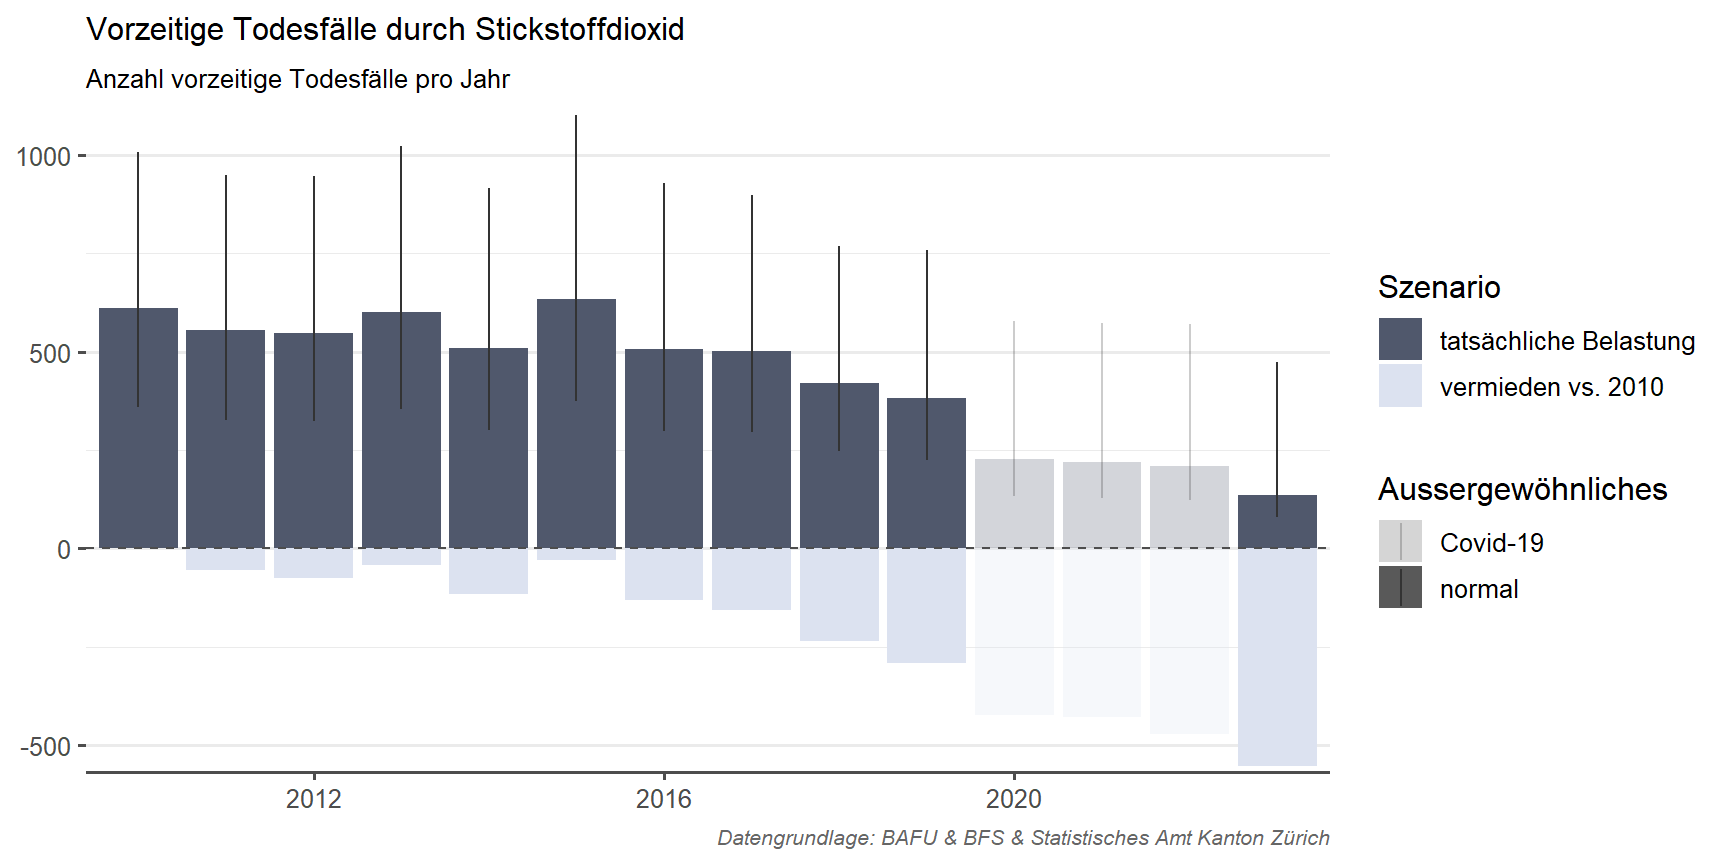 Vorzeitige Todesfälle durch Stickstoffdioxid
Anzahl vorzeitige Todesfälle pro Jahr
1000
500
0
-500
2012
2016
2020
Szenario
tatsächliche Belastung
vermieden vs. 2010
Aussergewöhnliches
Covid-19
normal
Datengrundlage: BAFU & BFS & Statistisches Amt Kanton Zürich